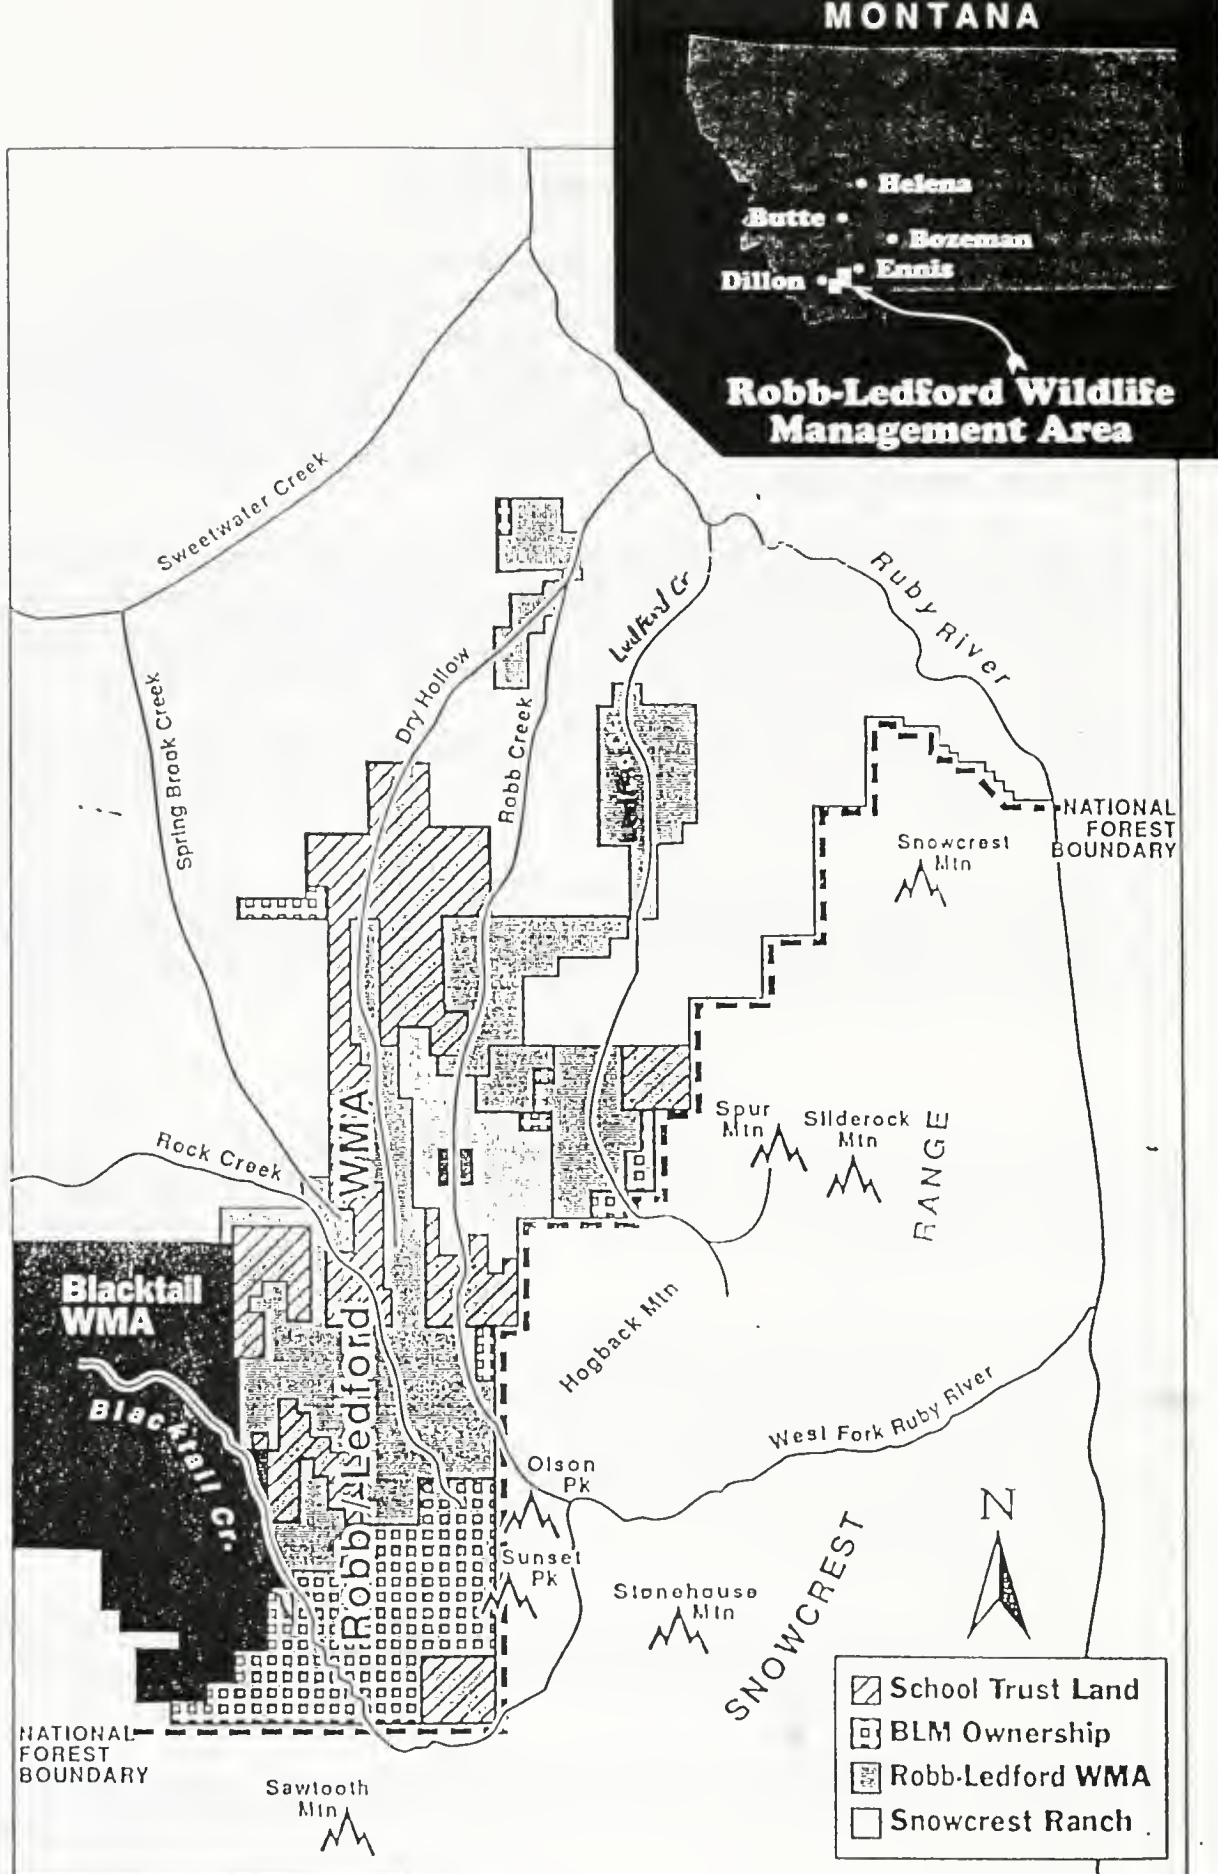 MONTANA
Helena
Butte
Bozeman
Ennis
Dillon
Robb-Ledford Wildlife
Management Area
Sweetwater Creek
Ruby River
Ledford Cr
Dry Hollow
Robb Creek
Spring Brook Creek
NATIONAL
FOREST
BOUNDARY
Snowcrest
Mtn
Rock Creek
Spur
Mtn
Sliderock
Mtn
RANGE
Blacktail
WMA
Blacktail Cr.
Robb/Ledford WMA
Hogback Mtn
West Fork Ruby River
Olson
Pk
Sunset
Pk
Stonehouse
Mtn
SNOWCREST
N
NATIONAL
FOREST
BOUNDARY
Sawtooth
Mtn
School Trust Land
BLM Ownership
Robb-Ledford WMA
Snowcrest Ranch